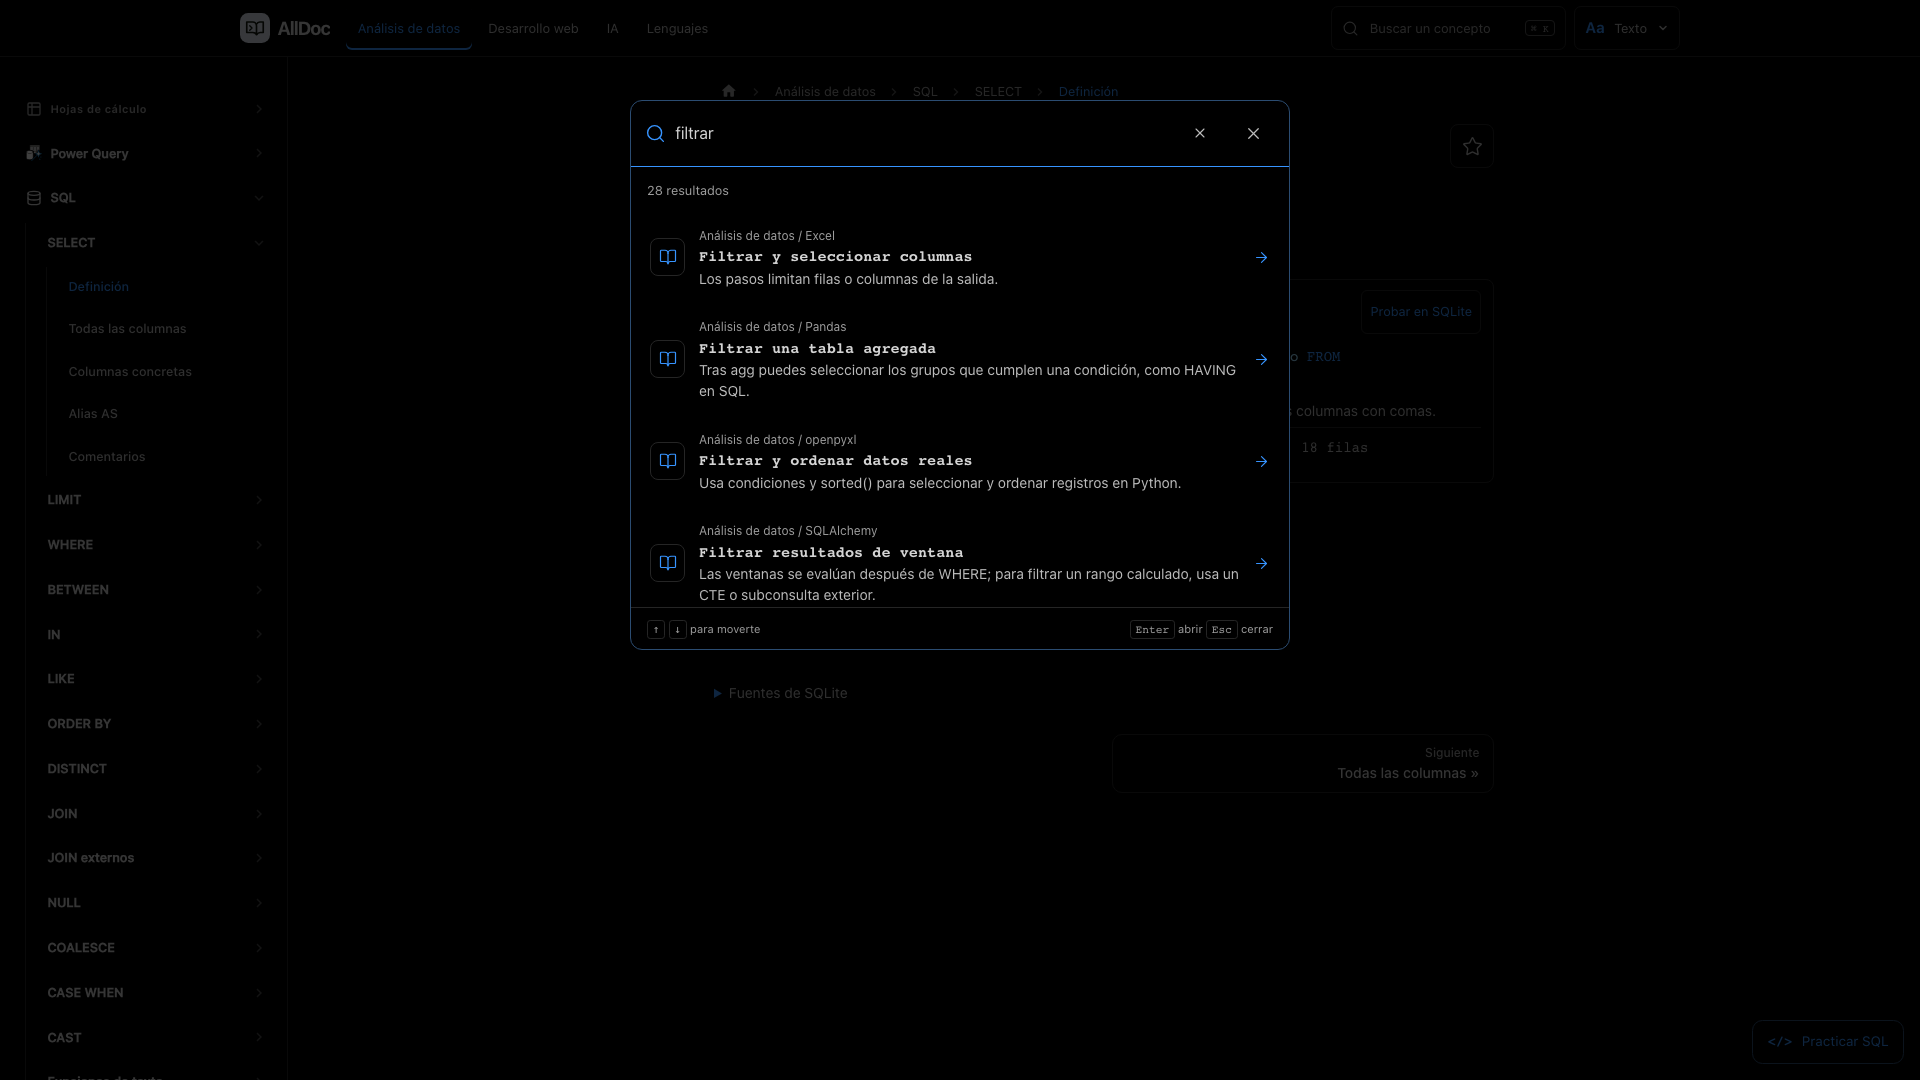 AllDoc
Análisis de datos
Desarrollo web
IA
Lenguajes
Buscar un concepto
⌘ K
Aa Texto
Hojas de cálculo
Power Query
SQL
SELECT
Definición
Todas las columnas
Columnas concretas
Alias AS
Comentarios
LIMIT
WHERE
BETWEEN
IN
LIKE
ORDER BY
DISTINCT
JOIN
JOIN externos
NULL
COALESCE
CASE WHEN
CAST
Análisis de datos > SQL > SELECT > Definición
filtrar
28 resultados
Análisis de datos / Excel
Filtrar y seleccionar columnas
Los pasos limitan filas o columnas de la salida.
Análisis de datos / Pandas
Filtrar una tabla agregada
Tras agg puedes seleccionar los grupos que cumplen una condición, como HAVING
en SQL.
Análisis de datos / openpyxl
Filtrar y ordenar datos reales
Usa condiciones y sorted() para seleccionar y ordenar registros en Python.
Análisis de datos / SQLAlchemy
Filtrar resultados de ventana
Las ventanas se evalúan después de WHERE; para filtrar un rango calculado, usa un
CTE o subconsulta exterior.
↑ ↓ para moverte
Enter abrir Esc cerrar
Probar en SQLite
o FROM
columnas con comas.
18 filas
Fuentes de SQLite
Siguiente
Todas las columnas »
</> Practicar SQL